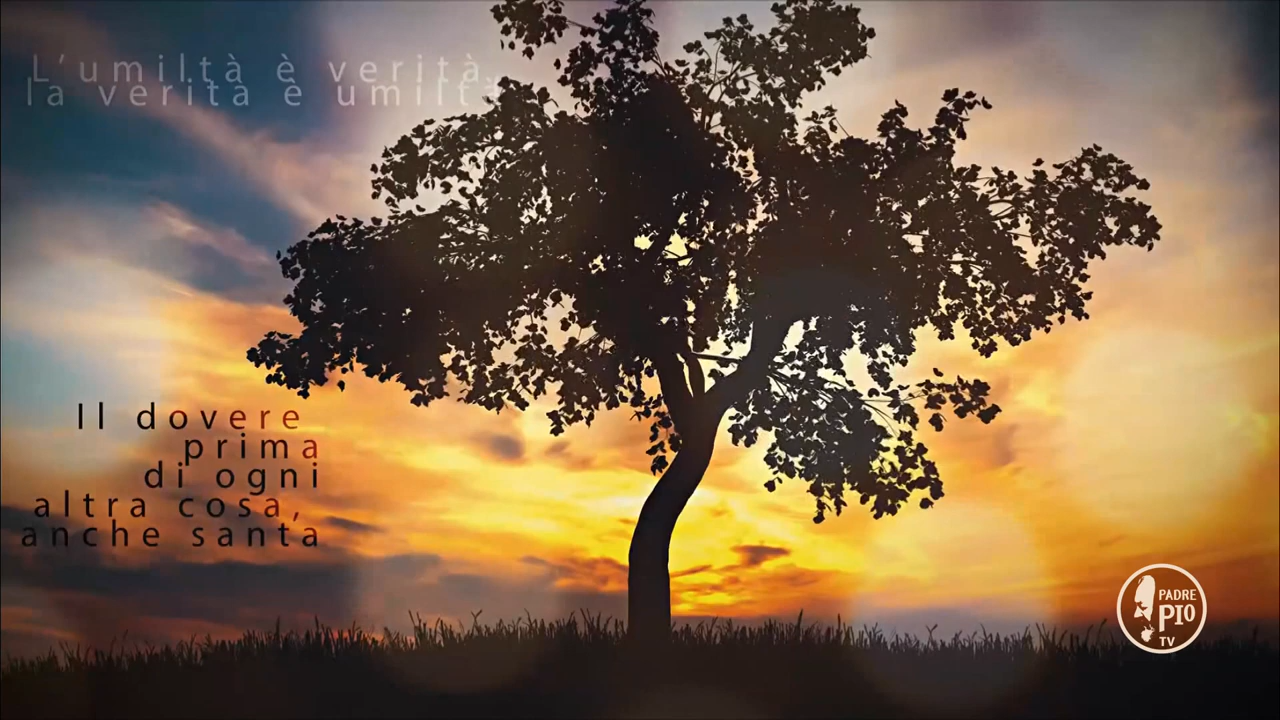 L'umiltà è verità,
la verità è umiltà
Il dovere
prima
di ogni
altra cosa,
anche santa
PADRE
PIO
TV